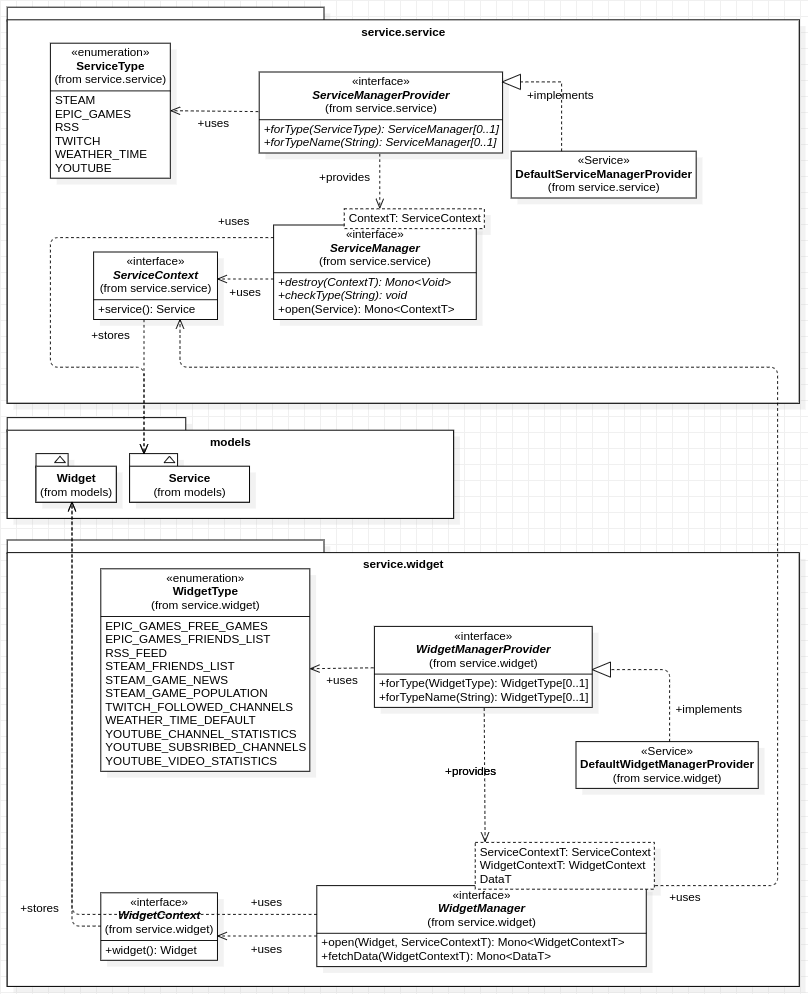 service.service
«enumeration»
ServiceType
(from service.service)
STEAM
EPIC_GAMES
RSS
TWITCH
WEATHER_TIME
YOUTUBE
+uses
«interface»
ServiceManagerProvider
(from service.service)
+forType(ServiceType): ServiceManager[0..1]
+forTypeName(String): ServiceManager[0..1]
+implements
«Service»
DefaultServiceManagerProvider
(from service.service)
+provides
ContextT: ServiceContext
«interface»
ServiceManager
(from service.service)
+destroy(ContextT): Mono<Void>
+checkType(String): void
+open(Service): Mono<ContextT>
+uses
+uses
«interface»
ServiceContext
(from service.service)
+service(): Service
+stores
models
Widget
(from models)
Service
(from models)
service.widget
«enumeration»
WidgetType
(from service.widget)
EPIC_GAMES_FREE_GAMES
EPIC_GAMES_FRIENDS_LIST
RSS_FEED
STEAM_FRIENDS_LIST
STEAM_GAME_NEWS
STEAM_GAME_POPULATION
TWITCH_FOLLOWED_CHANNELS
WEATHER_TIME_DEFAULT
YOUTUBE_CHANNEL_STATISTICS
YOUTUBE_SUBSRIBED_CHANNELS
YOUTUBE_VIDEO_STATISTICS
+uses
«interface»
WidgetManagerProvider
(from service.widget)
+forType(WidgetType): WidgetType[0..1]
+forTypeName(String): WidgetType[0..1]
+implements
«Service»
DefaultWidgetManagerProvider
(from service.widget)
+provides
ServiceContextT: ServiceContext
WidgetContextT: WidgetContext
DataT
«interface»
WidgetManager
(from service.widget)
+open(Widget, ServiceContextT): Mono<WidgetContextT>
+fetchData(WidgetContextT): Mono<DataT>
+uses
+uses
+uses
+stores
«interface»
WidgetContext
(from service.widget)
+widget(): Widget